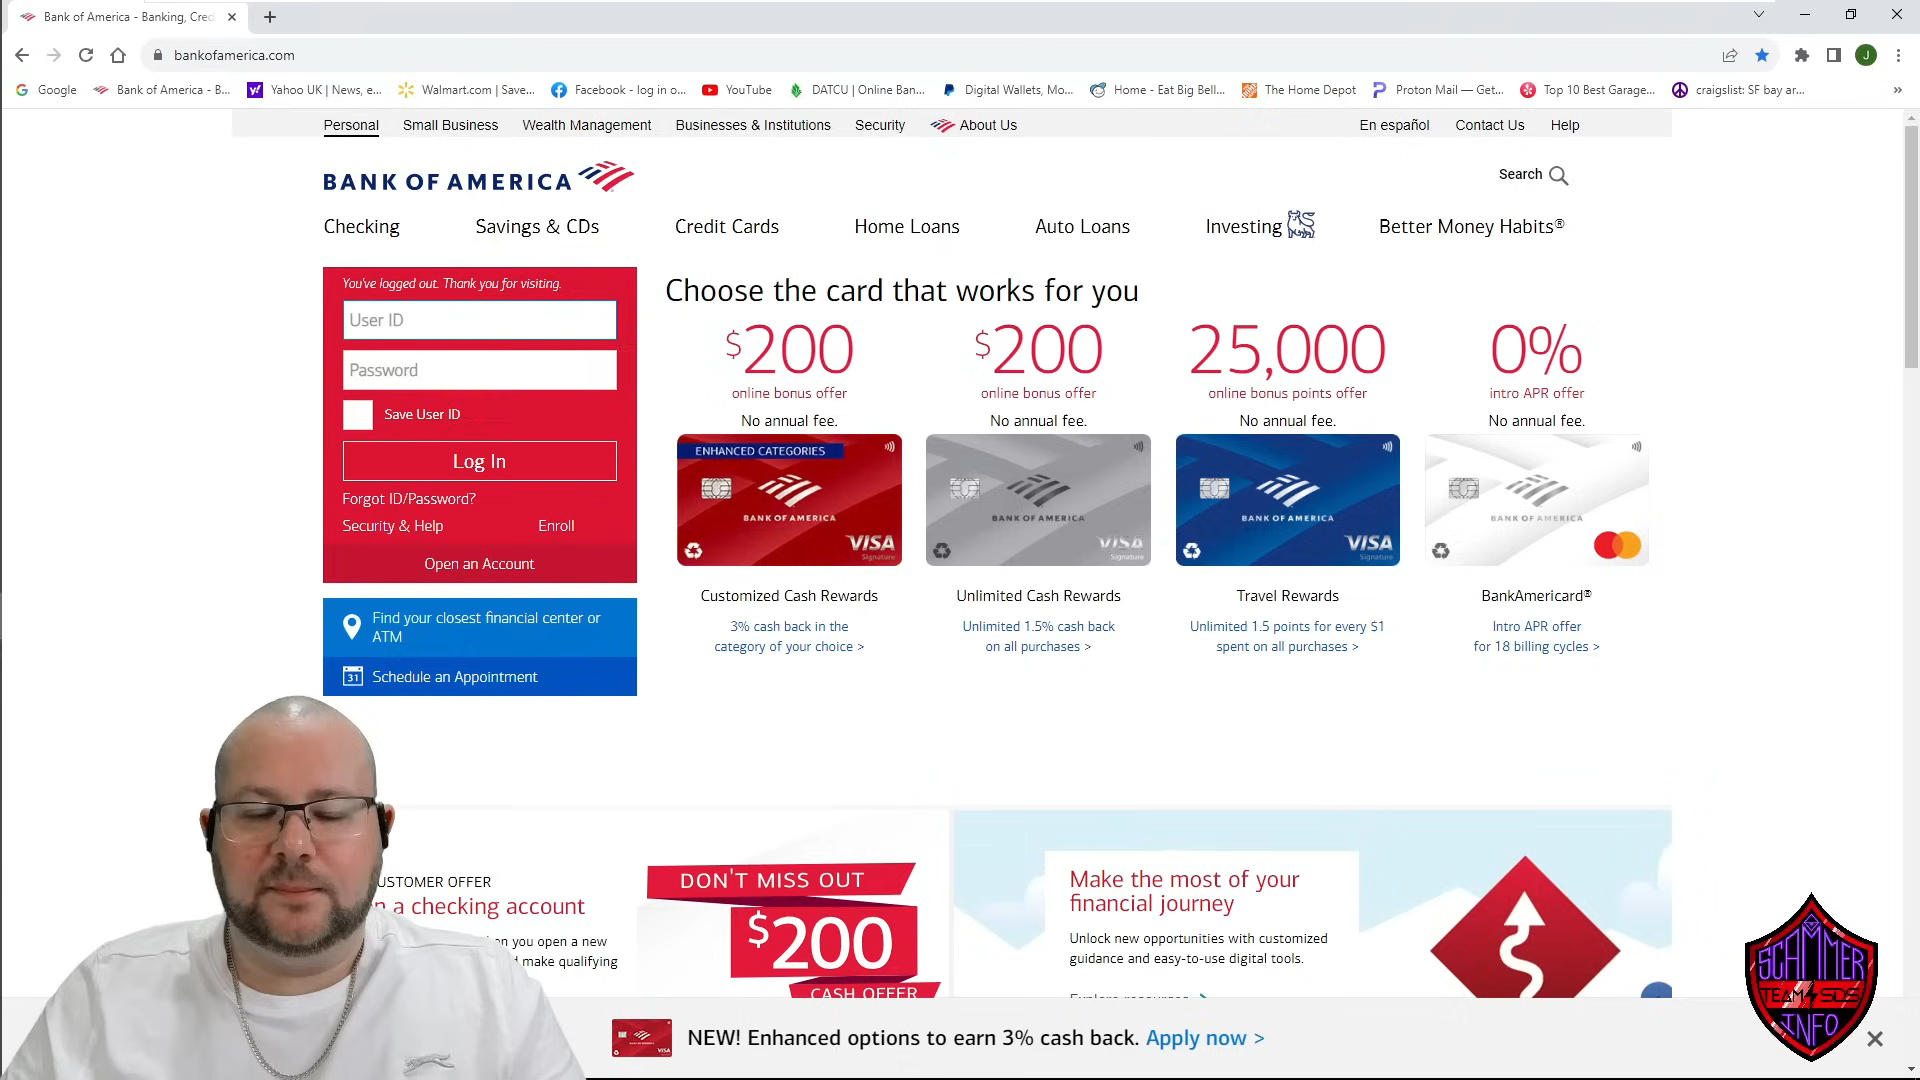 Bank of America - Banking, Cred
bankofamerica.com
J
Google
Bank of America - B...
Yahoo UK | News, e...
Walmart.com | Save...
Facebook - log in o...
YouTube
DATCU | Online Ban...
Digital Wallets, Mo...
Home - Eat Big Bell...
The Home Depot
Proton Mail — Get...
Top 10 Best Garage...
craigslist: SF bay ar...
Personal
Small Business
Wealth Management
Businesses & Institutions
Security
About Us
En español
Contact Us
Help
BANK OF AMERICA
Search
Checking
Savings & CDs
Credit Cards
Home Loans
Auto Loans
Investing
Better Money Habits®
You've logged out. Thank you for visiting.
User ID
Password
Save User ID
Log In
Forgot ID/Password?
Security & Help
Enroll
Open an Account
Find your closest financial center or
ATM
31
Schedule an Appointment
Choose the card that works for you
$200
online bonus offer
No annual fee.
ENHANCED CATEGORIES
BANK OF AMERICA
VISA
Signature
Customized Cash Rewards
3% cash back in the
category of your choice >
$200
online bonus offer
No annual fee.
BANK OF AMERICA
VISA
Signature
Unlimited Cash Rewards
Unlimited 1.5% cash back
on all purchases >
25,000
online bonus points offer
No annual fee.
BANK OF AMERICA
VISA
Signature
Travel Rewards
Unlimited 1.5 points for every $1
spent on all purchases >
0%
intro APR offer
No annual fee.
BANK OF AMERICA
BankAmericard®
Intro APR offer
for 18 billing cycles >
USTOMER OFFER
n a checking account
en you open a new
d make qualifying
DON'T MISS OUT
$200
CASH OFFER
Make the most of your
financial journey
Unlock new opportunities with customized
guidance and easy-to-use digital tools.
Explore resources
SCAMMER
TEAM SDS
INFO
NEW! Enhanced options to earn 3% cash back. Apply now >